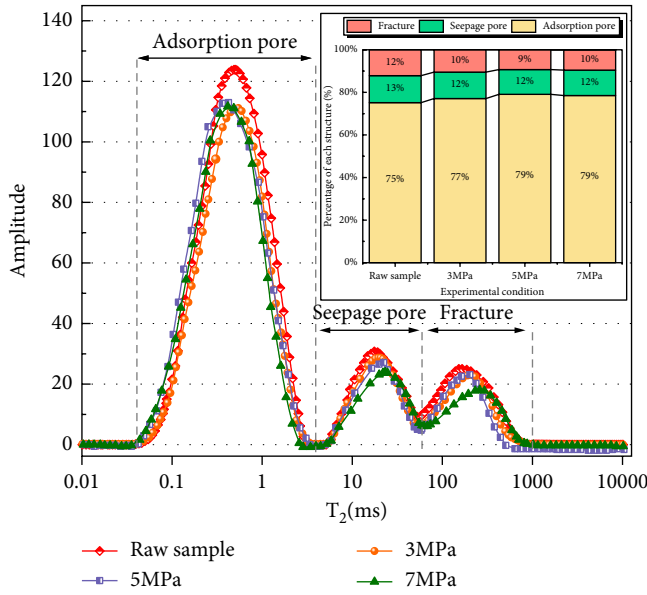 Fracture Seepage pore Adsorption pore
100%
80%
60%
40%
20%
0%
Percentage of each structure (%)
12% 10% 9% 10%
13% 12% 12% 12%
75% 77% 79% 79%
Raw sample 3MPa 5MPa 7MPa
Experimental condition
Adsorption pore
Seepage pore Fracture
140
120
100
80
60
40
20
0
Amplitude
0.01 0.1 1 10 100 1000 10000
T2(ms)
Raw sample 3MPa
5MPa 7MPa